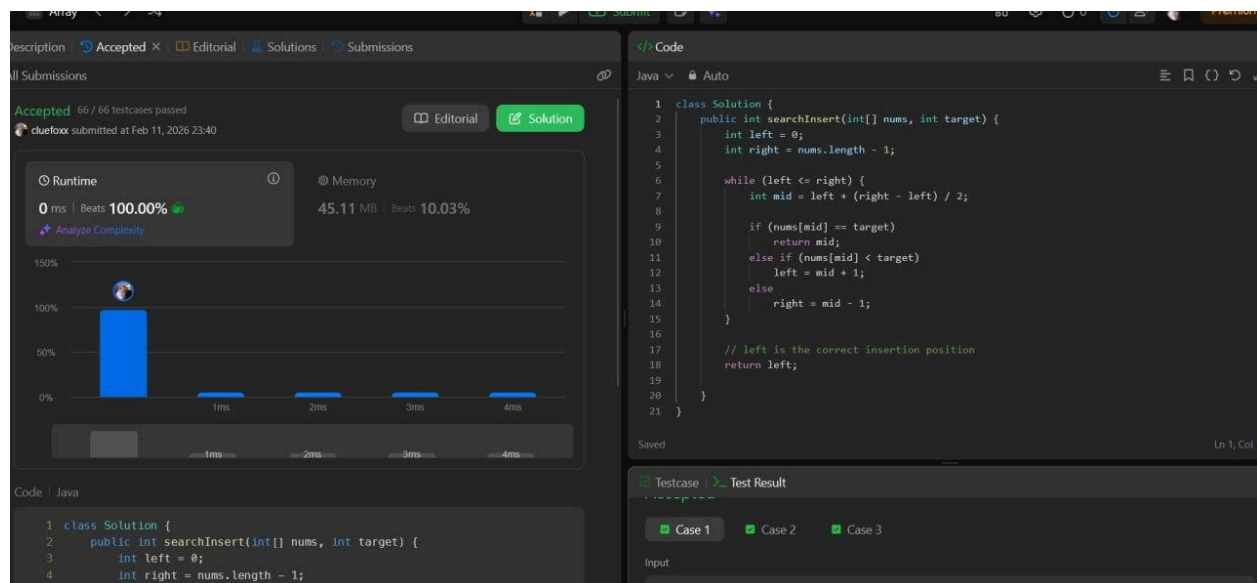 Array
Submit
0
Premium
Description
Accepted
Editorial
Solutions
Submissions
All Submissions
Accepted 66 / 66 testcases passed
cluefoxx submitted at Feb 11, 2026 23:40
Editorial
Solution
Runtime
0 ms | Beats 100.00%
Analyze Complexity
Memory
45.11 MB | Beats 10.03%
150%
100%
50%
0%
1ms 2ms 3ms 4ms
1ms 2ms 3ms 4ms
Code | Java
1 class Solution {
2 public int searchInsert(int[] nums, int target) {
3 int left = 0;
4 int right = nums.length - 1;
</> Code
Java Auto
1 class Solution {
2 public int searchInsert(int[] nums, int target) {
3 int left = 0;
4 int right = nums.length - 1;
5
6 while (left <= right) {
7 int mid = left + (right - left) / 2;
8
9 if (nums[mid] == target)
10 return mid;
11 else if (nums[mid] < target)
12 left = mid + 1;
13 else
14 right = mid - 1;
15 }
16
17 // left is the correct insertion position
18 return left;
19
20 }
21 }
Saved
Ln 1, Col
Testcase | >_ Test Result
Accepted
Case 1 Case 2 Case 3
Input